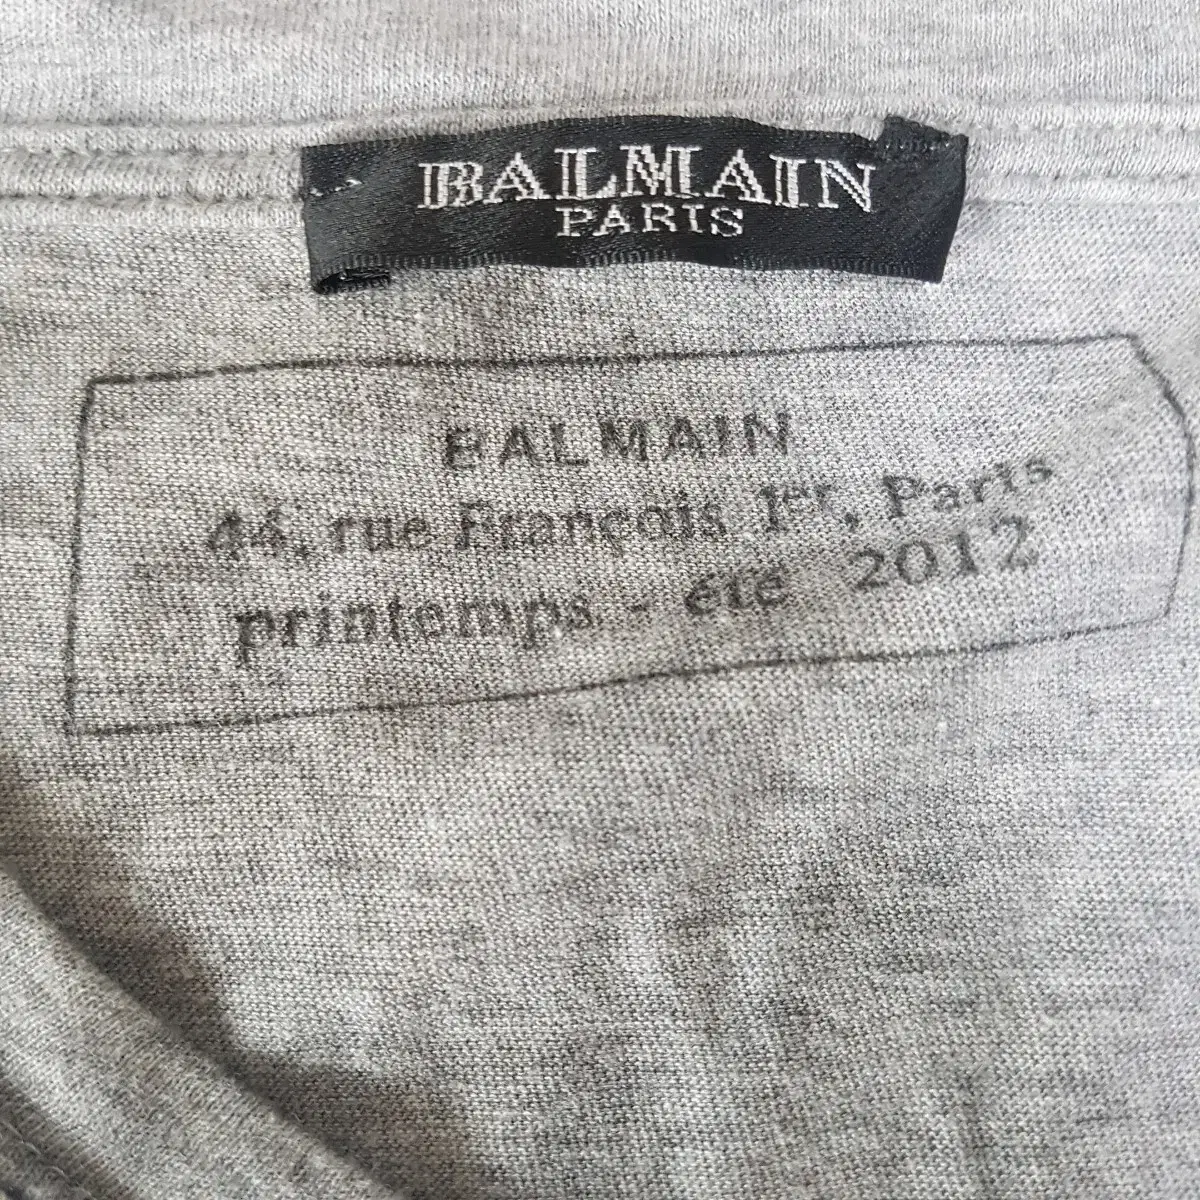 BALMAIN
PARIS
BALMAIN
44, rue François 1er, Paris
printemps - été 2012